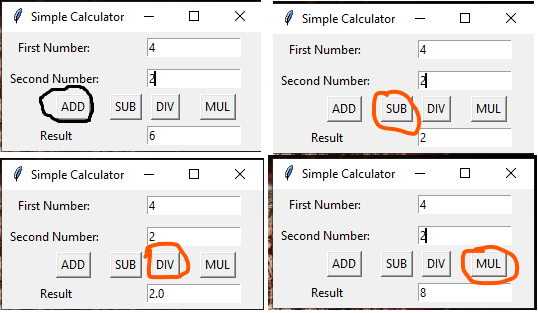 Simple Calculator
First Number: 4
Second Number: 2
ADD SUB DIV MUL
Result 6
Simple Calculator
First Number: 4
Second Number: 2
ADD SUB DIV MUL
Result 2
Simple Calculator
First Number: 4
Second Number: 2
ADD SUB DIV MUL
Result 2.0
Simple Calculator
First Number: 4
Second Number: 2
ADD SUB DIV MUL
Result 8